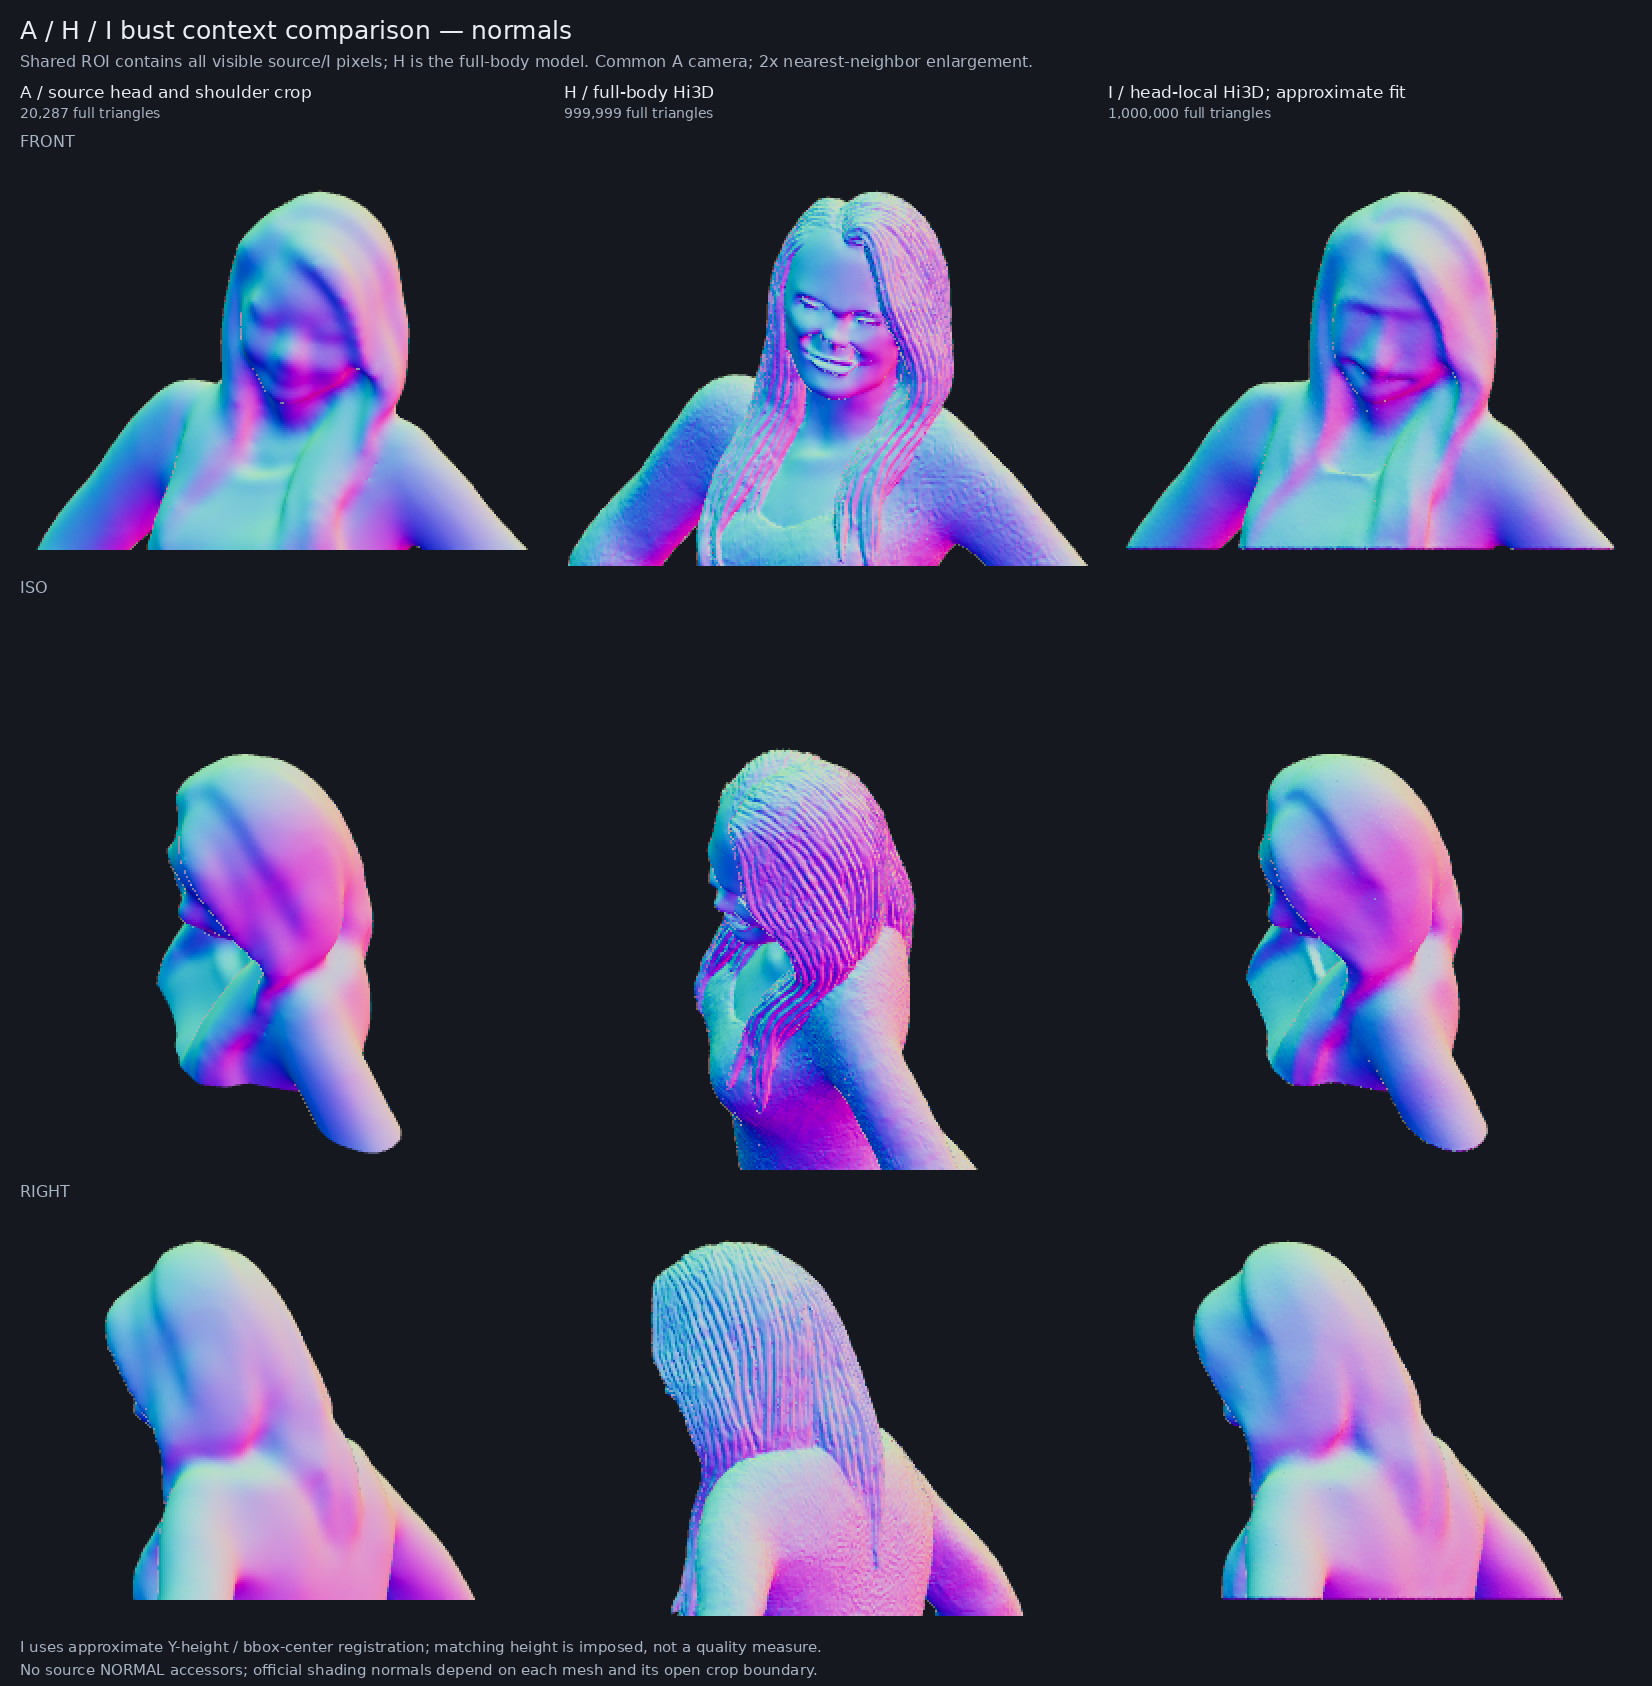 A / H / I bust context comparison — normals
Shared ROI contains all visible source/I pixels; H is the full-body model. Common A camera; 2x nearest-neighbor enlargement.
A / source head and shoulder crop
20,287 full triangles
H / full-body Hi3D
999,999 full triangles
I / head-local Hi3D; approximate fit
1,000,000 full triangles
FRONT
ISO
RIGHT
I uses approximate Y-height / bbox-center registration; matching height is imposed, not a quality measure.
No source NORMAL accessors; official shading normals depend on each mesh and its open crop boundary.